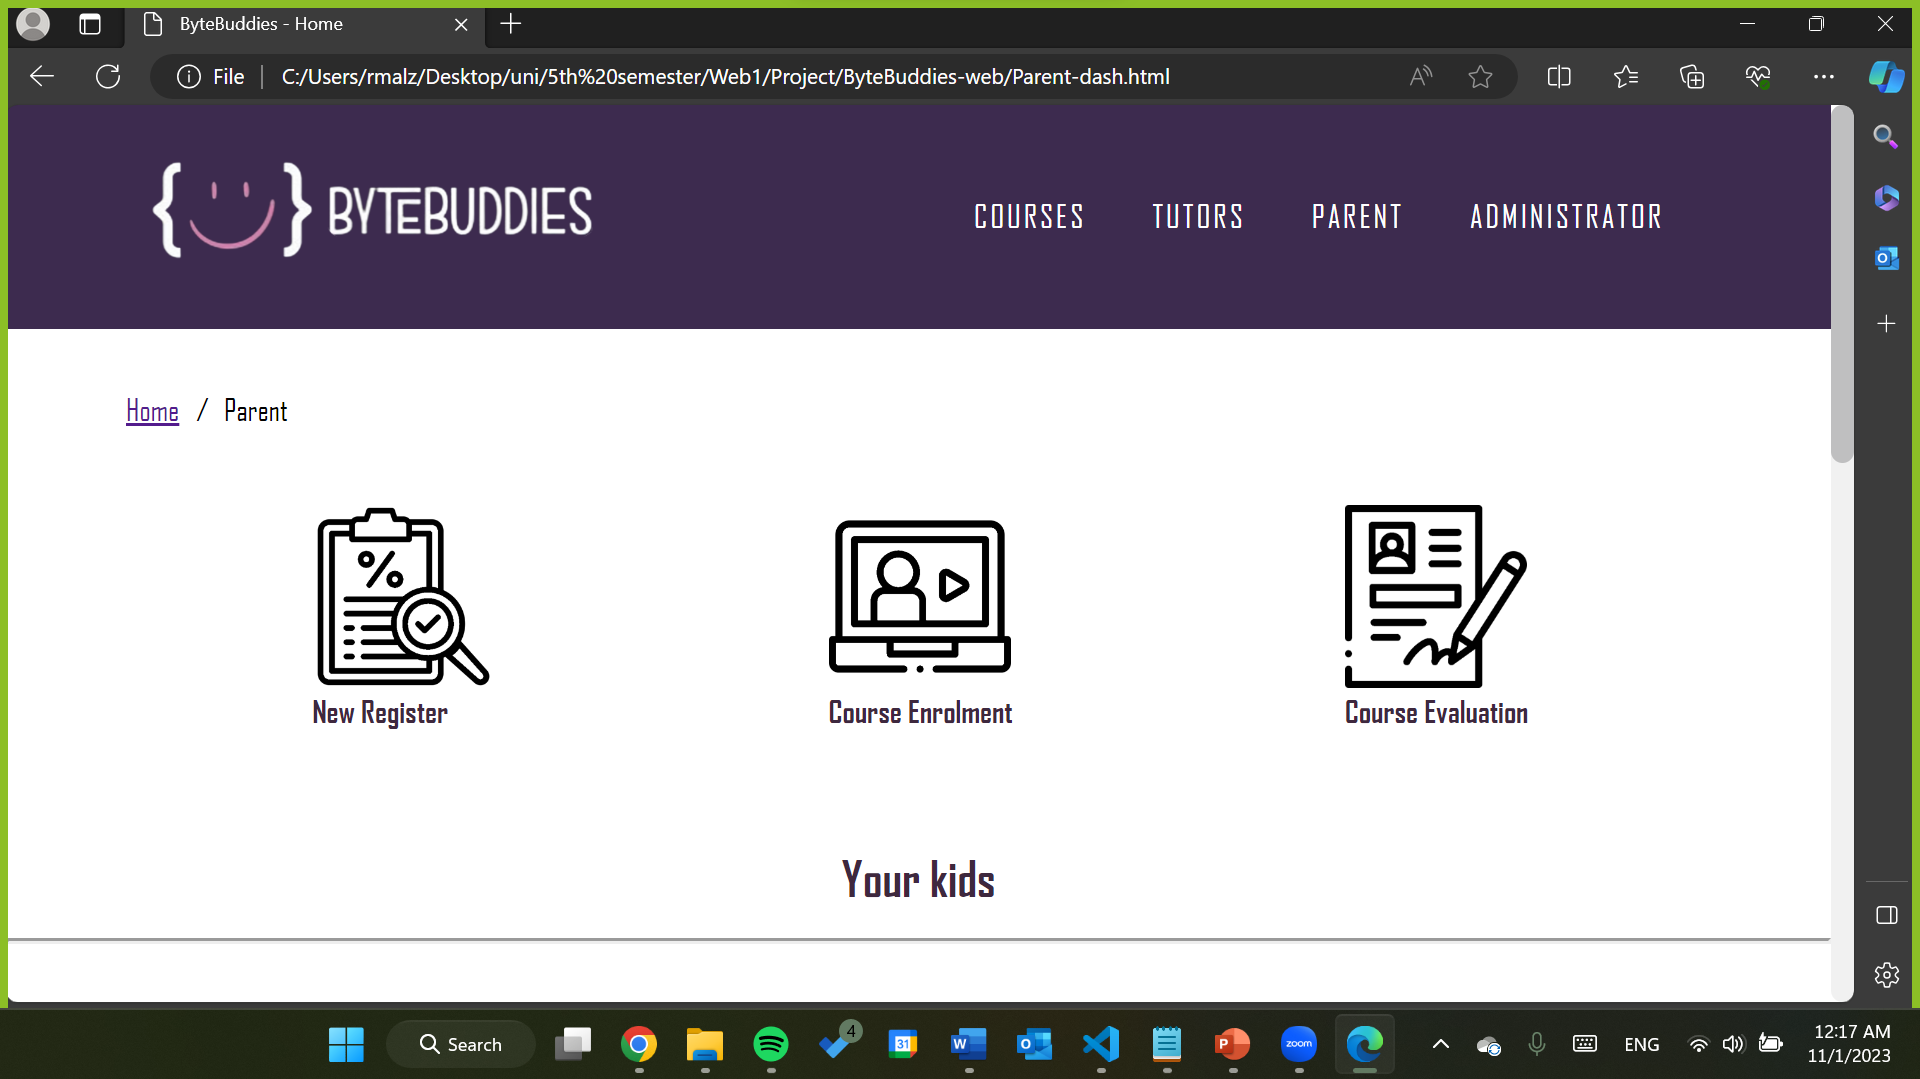 ByteBuddies - Home
File
C:/Users/rmalz/Desktop/uni/5th%20semester/Web1/Project/ByteBuddies-web/Parent-dash.html
BYTEBUDDIES
COURSES TUTORS PARENT ADMINISTRATOR
Home / Parent
New Register
Course Enrolment
Course Evaluation
Your kids
Search
4
31
zoom
ENG
12:17 AM
11/1/2023